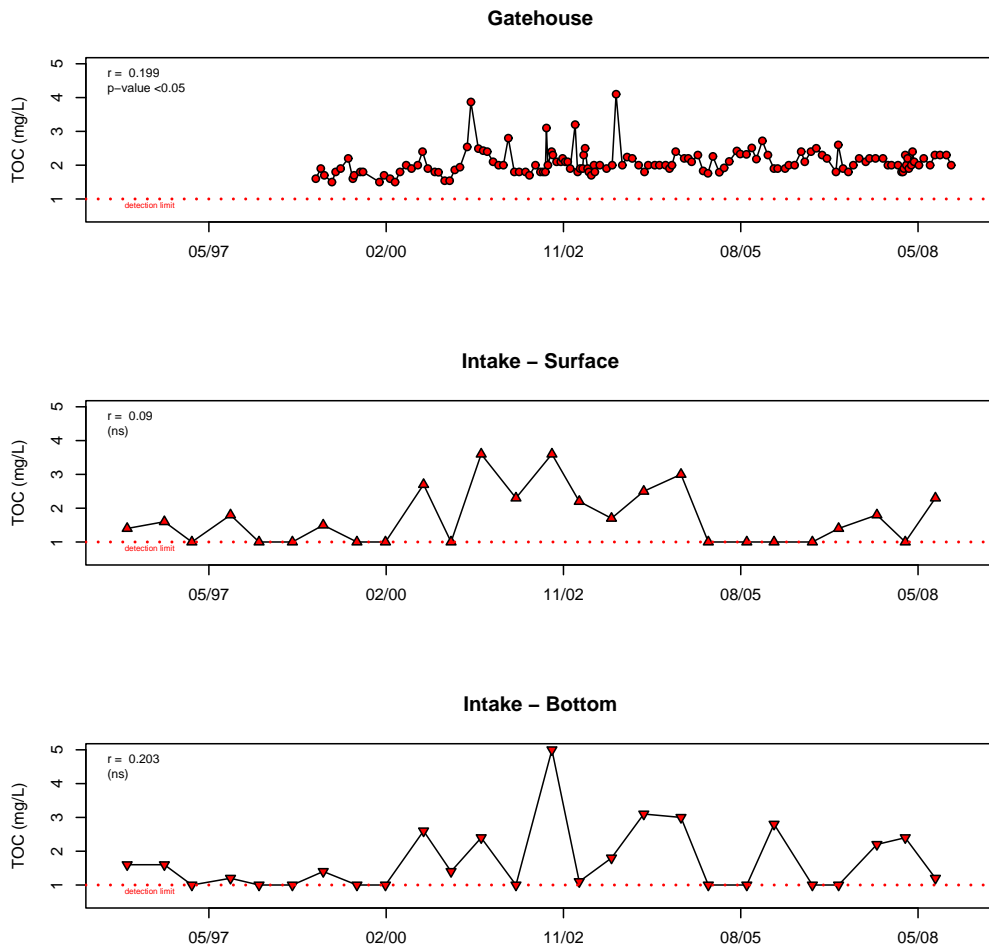 Gatehouse
r =  0.199
p−value <0.05
TOC (mg/L)
5
4
3
2
1
detection limit
05/97 02/00 11/02 08/05 05/08
Intake − Surface
r =  0.09
(ns)
TOC (mg/L)
5
4
3
2
1
detection limit
05/97 02/00 11/02 08/05 05/08
Intake − Bottom
r =  0.203
(ns)
TOC (mg/L)
5
4
3
2
1
detection limit
05/97 02/00 11/02 08/05 05/08